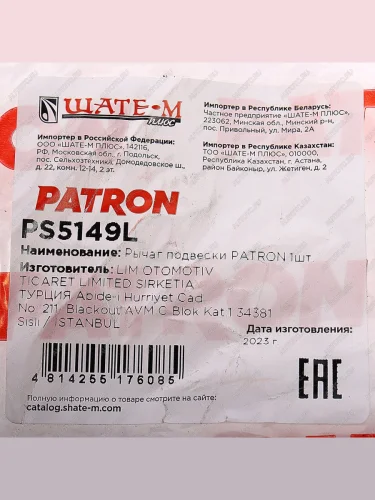 ШАТЕ-М
ПЛЮС
Импортер в Российской Федерации:
ООО «ШАТЕ-М ПЛЮС», 142116,
РФ, Московская обл., г. Подольск,
пос. Сельхозтехника, Домодедовское ш.,
д. 22, комн. 12-14, 2 эт.
Импортер в Республике Беларусь:
Частное предприятие «ШАТЕ-М ПЛЮС»,
223062, Минская обл., Минский р-н,
пос. Привольный, ул. Мира, 2А
Импортер в Республике Казахстан:
ТОО «ШАТЕ-М ПЛЮС», 010000,
Республика Казахстан, г. Астана,
район Байконыр, ул. Жетиген, д. 2
PATRON
PS5149L
Наименование: Рычаг подвески PATRON 1шт
Изготовитель: LIM OTOMOTIV
TICARET LIMITED SIRKETIA
ТУРЦИЯ Abide-i Hurriyet Cad
No: 211, Blackout AVM C Blok Kat 1 34381
Sisli / ISTANBUL
Дата изготовления:
2023 г
4 814255 176085
EAC
Полную информацию о товаре смотрите на сайте:
catalog.shate-m.com